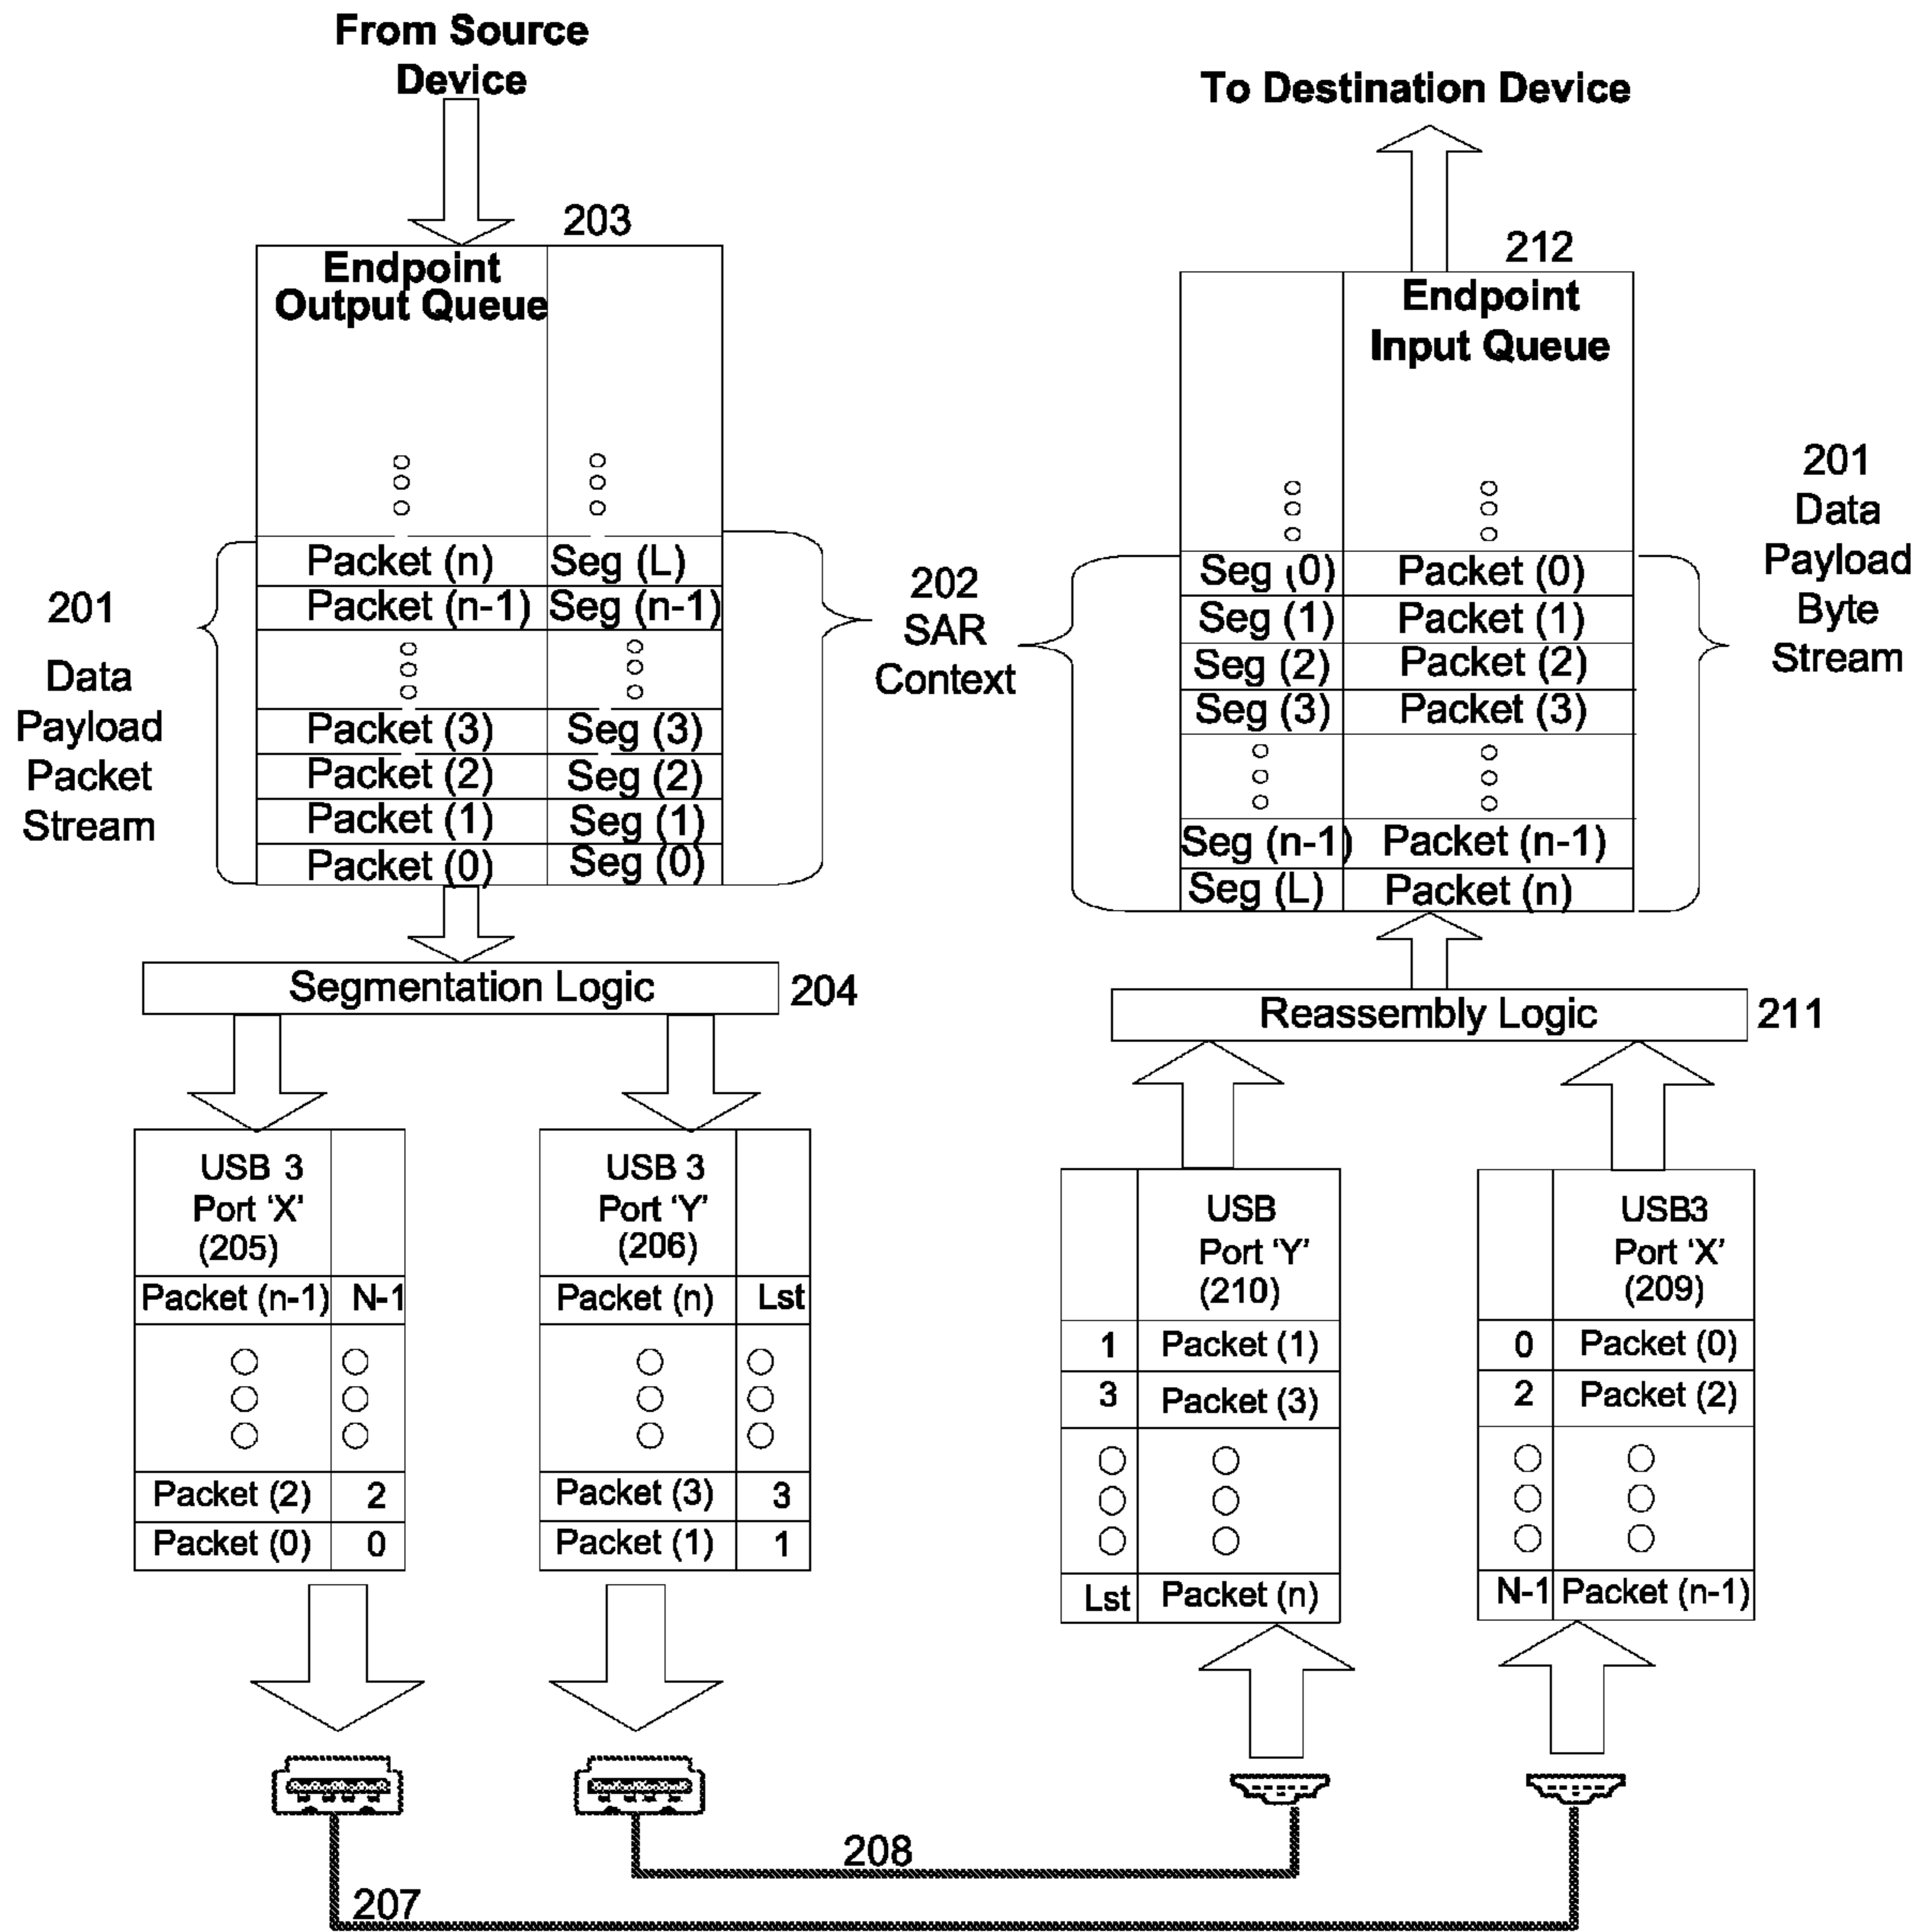 From Source
Device
203
Endpoint
Output Queue
Packet (n) Seg (L)
Packet (n-1) Seg (n-1)
Packet (3) Seg (3)
Packet (2) Seg (2)
Packet (1) Seg (1)
Packet (0) Seg (0)
201
Data
Payload
Packet
Stream
202
SAR
Context
Segmentation Logic
204
USB 3
Port ‘X’
(205)
Packet (n-1) N-1
Packet (2) 2
Packet (0) 0
USB 3
Port ‘Y’
(206)
Packet (n) Lst
Packet (3) 3
Packet (1) 1
To Destination Device
212
Endpoint
Input Queue
Seg (0) Packet (0)
Seg (1) Packet (1)
Seg (2) Packet (2)
Seg (3) Packet (3)
Seg (n-1) Packet (n-1)
Seg (L) Packet (n)
201
Data
Payload
Byte
Stream
Reassembly Logic
211
USB
Port ‘Y’
(210)
1 Packet (1)
3 Packet (3)
Lst Packet (n)
USB3
Port ‘X’
(209)
0 Packet (0)
2 Packet (2)
N-1 Packet (n-1)
208
207